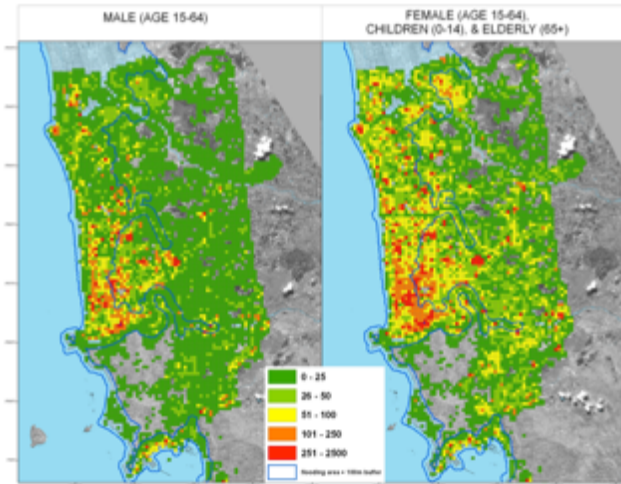 MALE (AGE 15-64)
FEMALE (AGE 15-64),
CHILDREN (0-14), & ELDERLY (65+)
0 - 25
26 - 50
51 - 100
101 - 250
251 - 2500
flooding area + 100m buffer